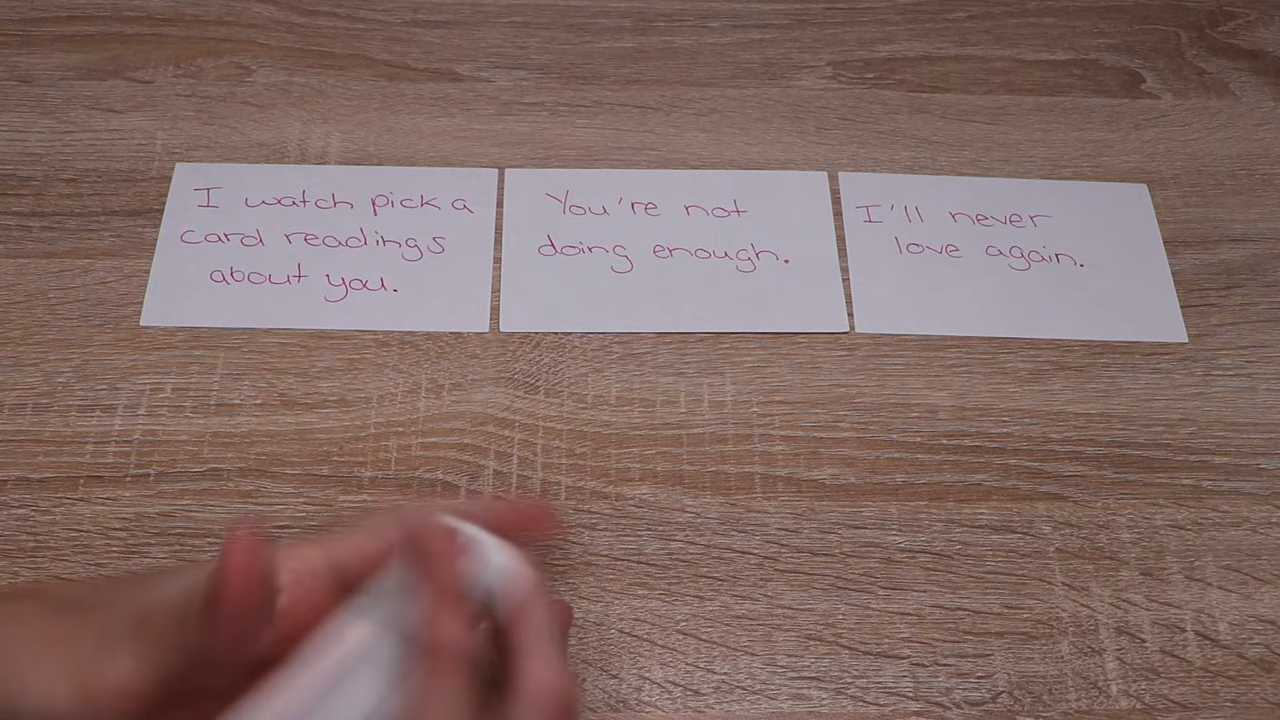 I watch pick a
card readings
about you.
You're not
doing enough.
I'll never
love again.